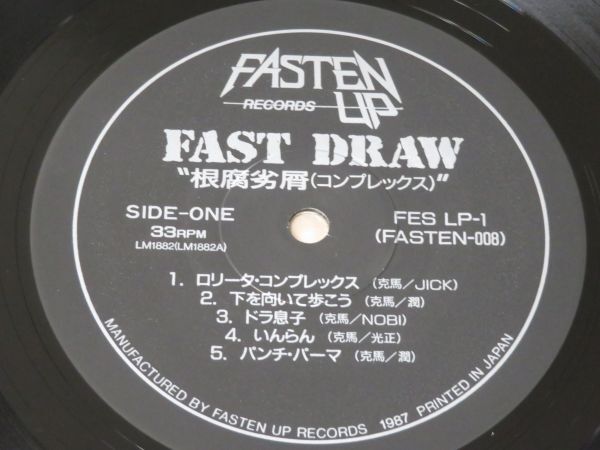 FASTEN UP
RECORDS
FAST DRAW
"根腐劣屑(コンプレックス)"
SIDE-ONE
33RPM
LM1882(LM1882A)
FES LP-1
(FASTEN-008)
1. ロリータ・コンプレックス (克馬/JICK)
2. 下を向いて歩こう (克馬/潤)
3. ドラ息子 (克馬/NOBI)
4. いんらん (克馬/光正)
5. パンチ・パーマ (克馬/潤)
MANUFACTURED BY FASTEN UP RECORDS 1987 PRINTED IN JAPAN